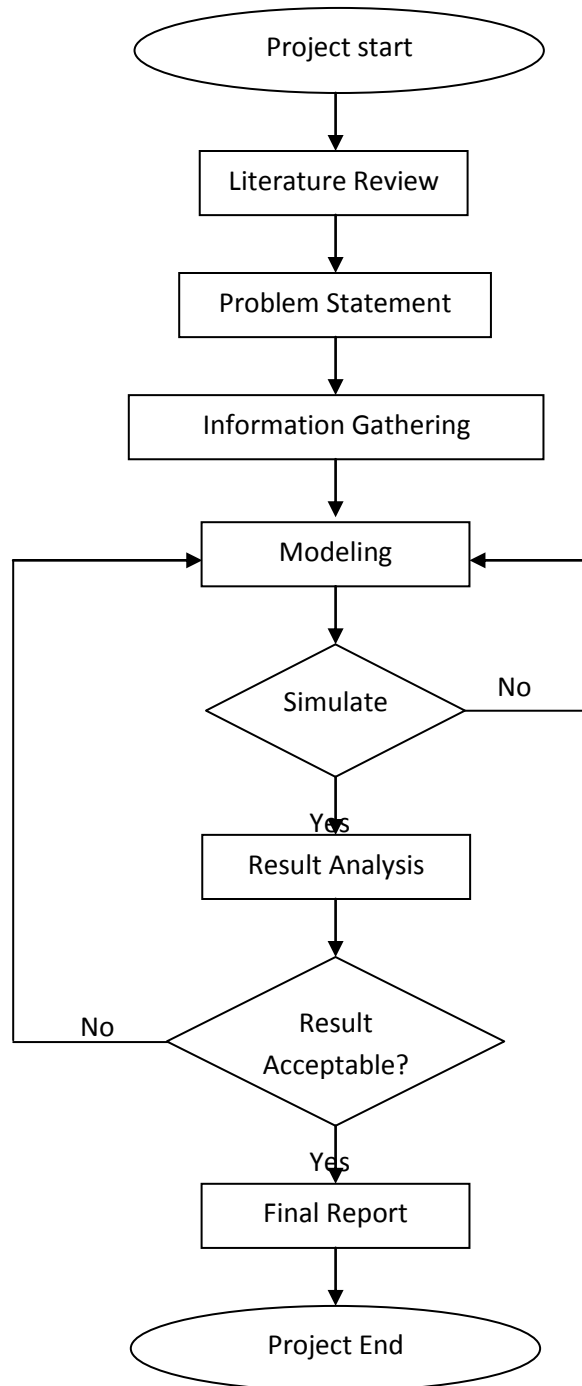 Project start
Literature Review
Problem Statement
Information Gathering
Modeling
Simulate
No
Yes
Result Analysis
No
Result
Acceptable?
Yes
Final Report
Project End